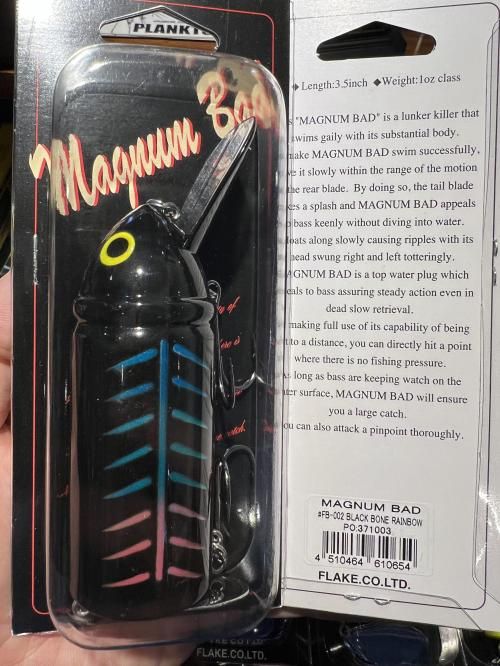 PLANKT
Magnum Bad
◆Length:3.5inch ◆Weight:1oz class
"MAGNUM BAD" is a lunker killer that
swims gaily with its substantial body.
make MAGNUM BAD swim successfully,
it slowly within the range of the motion
the rear blade. By doing so, the tail blade
a splash and MAGNUM BAD appeals
bass keenly without diving into water.
along slowly causing ripples with its
head swung right and left totteringly.
MAGNUM BAD is a top water plug which
to bass assuring steady action even in
dead slow retrieval.
making full use of its capability of being
to a distance, you can directly hit a point
where there is no fishing pressure.
long as bass are keeping watch on the
surface, MAGNUM BAD will ensure
you a large catch.
can also attack a pinpoint thoroughly.
of
is
MAGNUM BAD
#FB-002 BLACK BONE RAINBOW
PO:371003
4 510464 610654
FLAKE.CO.LTD.
FLAKE.CO.LTD.